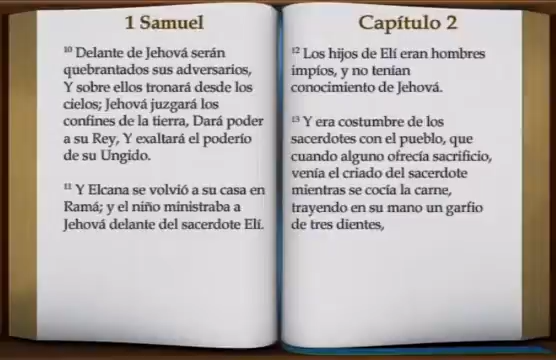 1 Samuel
¹⁰ Delante de Jehová serán
quebrantados sus adversarios,
Y sobre ellos tronará desde los
cielos; Jehová juzgará los
confines de la tierra, Dará poder
a su Rey, Y exaltará el poderío
de su Ungido.
¹¹ Y Elcana se volvió a su casa en
Ramá; y el niño ministraba a
Jehová delante del sacerdote Elí.
Capítulo 2
¹² Los hijos de Elí eran hombres
impíos, y no tenían
conocimiento de Jehová.
¹³ Y era costumbre de los
sacerdotes con el pueblo, que
cuando alguno ofrecía sacrificio,
venía el criado del sacerdote
mientras se cocía la carne,
trayendo en su mano un garfio
de tres dientes,